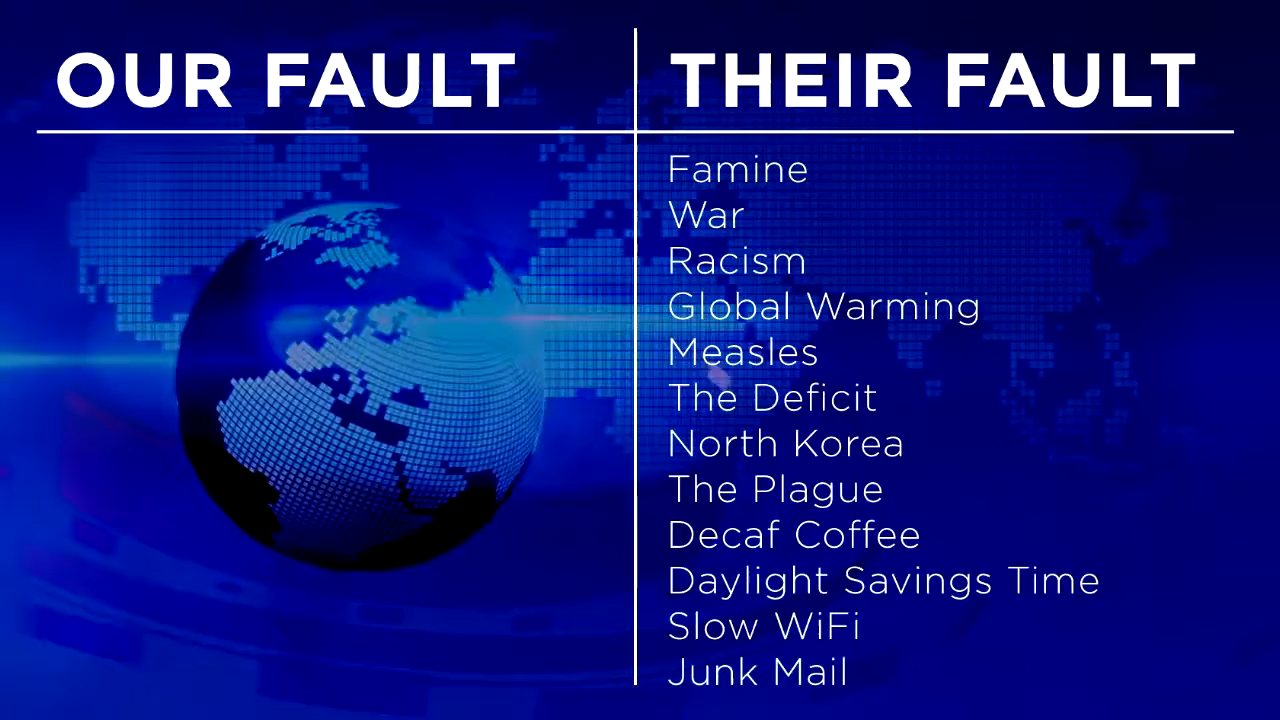 OUR FAULT
THEIR FAULT
Famine
War
Racism
Global Warming
Measles
The Deficit
North Korea
The Plague
Decaf Coffee
Daylight Savings Time
Slow WiFi
Junk Mail